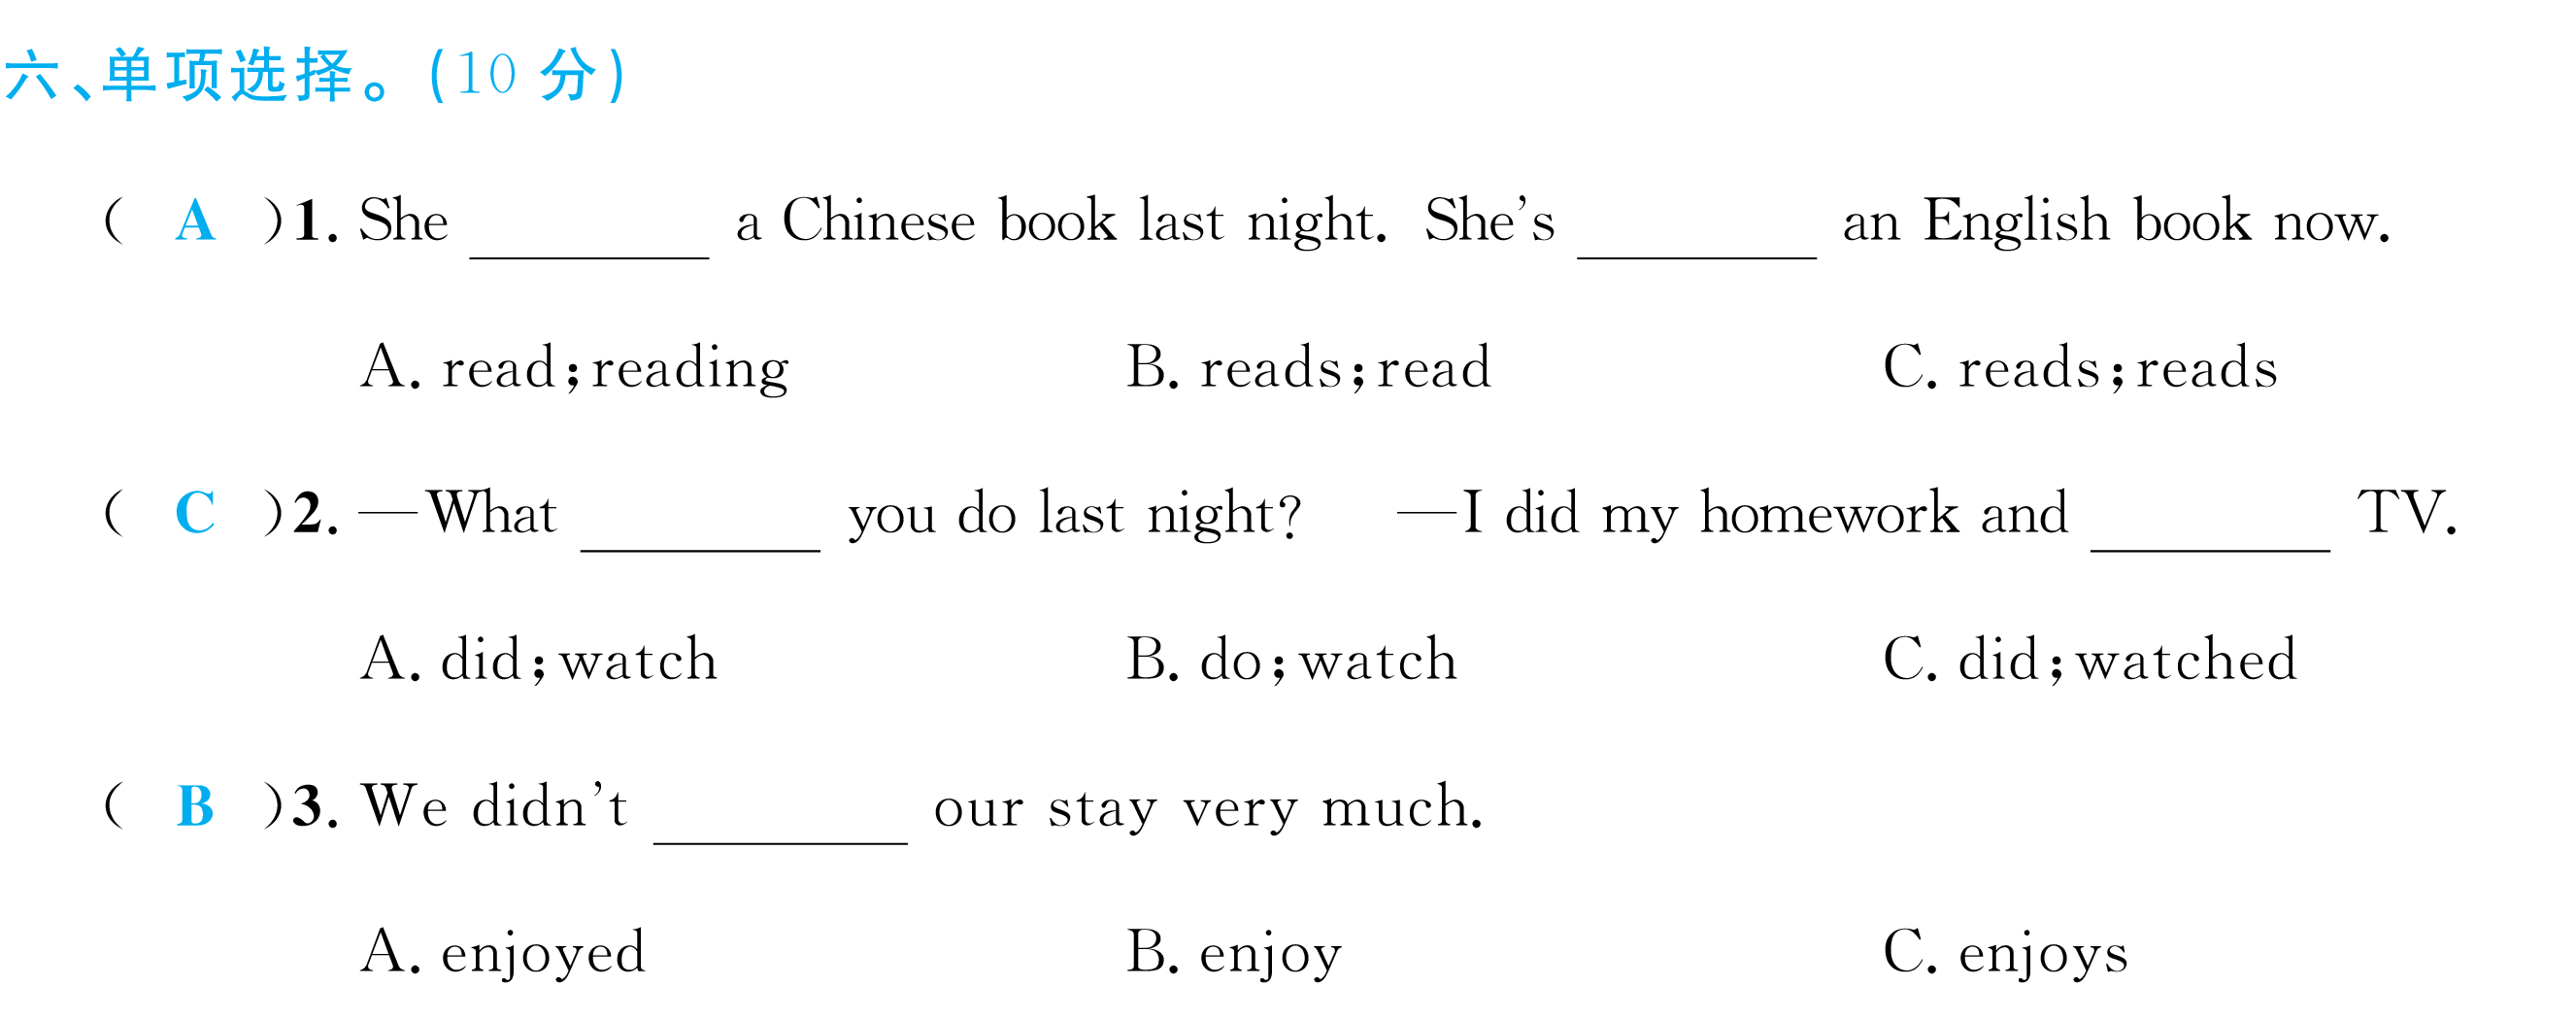 六、单项选择。(10 分)
( A )1. She ________ a Chinese book last night. She’s ________ an English book now.
A. read;reading B. reads;read C. reads;reads
( C )2. —What ________ you do last night? —I did my homework and ________ TV.
A. did;watch B. do;watch C. did;watched
( B )3. We didn’t ________ our stay very much.
A. enjoyed B. enjoy C. enjoys